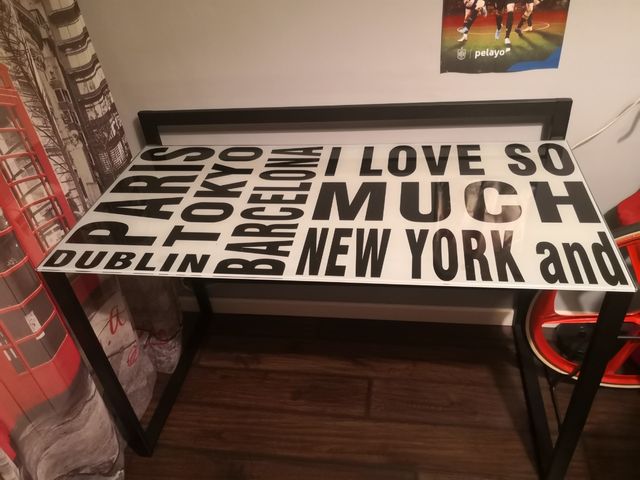 pelayo
I LOVE SO
MUCH
NEW YORK and
BARCELONA
TOKYO
PARIS
DUBLIN